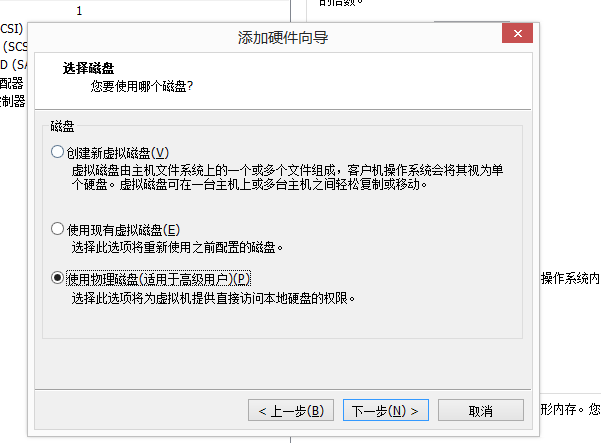 的倍数。
1
CSI)
(SCS
D (SA
配器
控制器
添加硬件向导
选择磁盘
您要使用哪个磁盘?
磁盘
创建新虚拟磁盘(V)
虚拟磁盘由主机文件系统上的一个或多个文件组成，客户机操作系统会将其视为单
个硬盘。虚拟磁盘可在一台主机上或多台主机之间轻松复制或移动。
使用现有虚拟磁盘(E)
选择此选项将重新使用之前配置的磁盘。
使用物理磁盘(适用于高级用户)(P)
操作系统内
选择此选项将为虚拟机提供直接访问本地硬盘的权限。
< 上一步(B)
下一步(N) >
取消
形内存。您